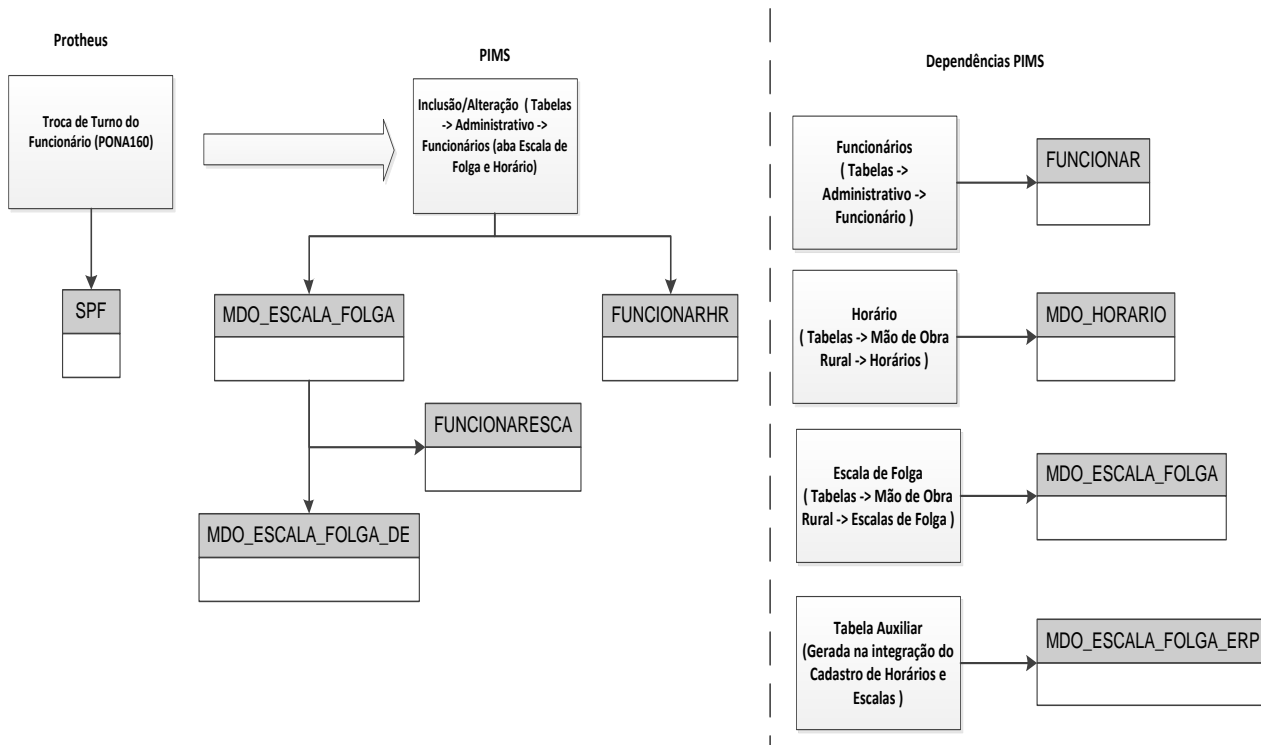 Protheus
Troca de Turno do
Funcionário (PONA160)
SPF
PIMS
Inclusão/Alteração ( Tabelas
-> Administrativo ->
Funcionários (aba Escala de
Folga e Horário)
MDO_ESCALA_FOLGA
FUNCIONARHR
FUNCIONARESCA
MDO_ESCALA_FOLGA_DE
Dependências PIMS
Funcionários
( Tabelas ->
Administrativo ->
Funcionário )
FUNCIONAR
Horário
( Tabelas -> Mão de Obra
Rural -> Horários )
MDO_HORARIO
Escala de Folga
( Tabelas -> Mão de Obra
Rural -> Escalas de Folga )
MDO_ESCALA_FOLGA
Tabela Auxiliar
(Gerada na integração do
Cadastro de Horários e
Escalas )
MDO_ESCALA_FOLGA_ERP